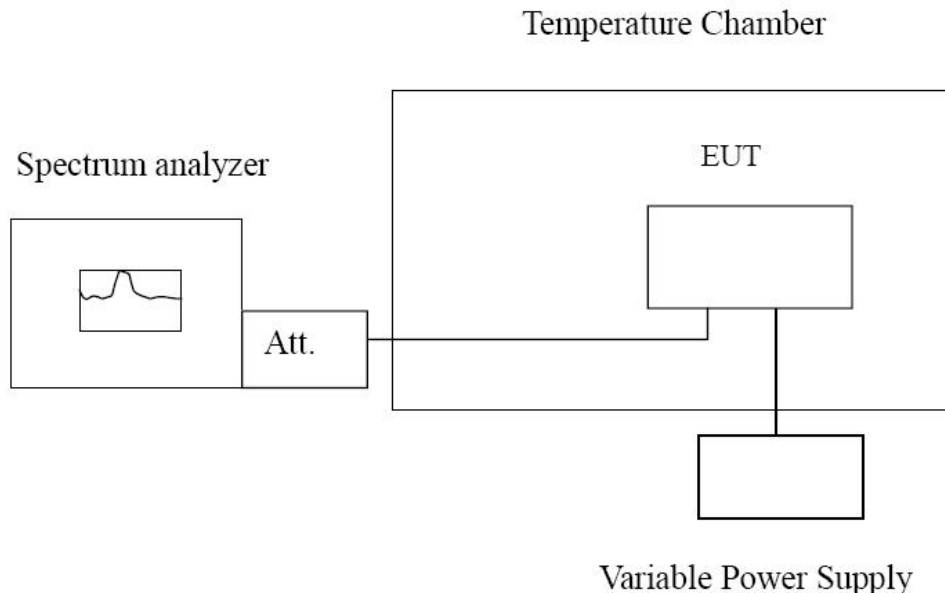 Temperature Chamber
Spectrum analyzer
EUT
Att.
Variable Power Supply